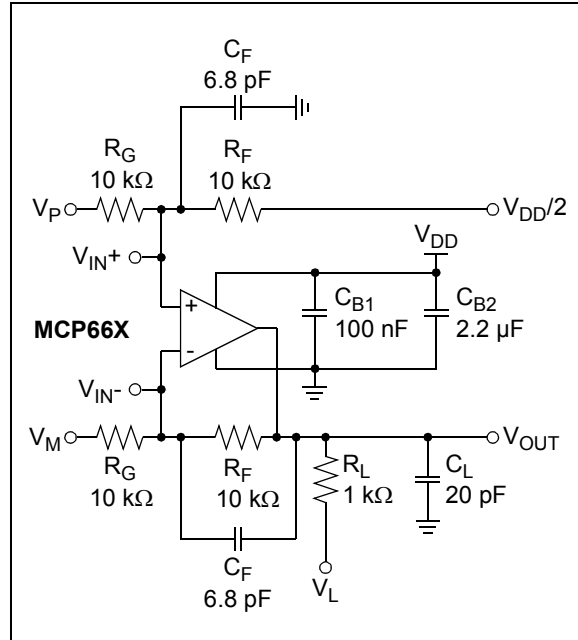 C_F
6.8 pF
R_G
10 kΩ
R_F
10 kΩ
V_P
V_DD/2
V_IN+
V_DD
+
MCP66X
-
C_B1
100 nF
C_B2
2.2 µF
V_IN-
V_M
V_OUT
R_G
10 kΩ
R_F
10 kΩ
R_L
1 kΩ
C_L
20 pF
C_F
6.8 pF
V_L